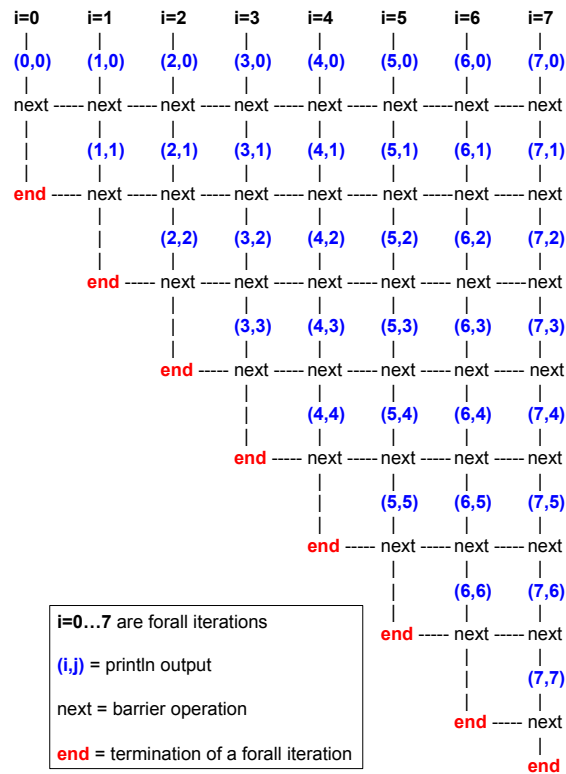 i=0 i=1 i=2 i=3 i=4 i=5 i=6 i=7
(0,0) (1,0) (2,0) (3,0) (4,0) (5,0) (6,0) (7,0)
next ----- next ----- next ----- next ----- next ----- next ----- next ----- next
(1,1) (2,1) (3,1) (4,1) (5,1) (6,1) (7,1)
end ----- next ----- next ----- next ----- next ----- next ----- next ----- next
(2,2) (3,2) (4,2) (5,2) (6,2) (7,2)
end ----- next ----- next ----- next ----- next ----- next ----- next
(3,3) (4,3) (5,3) (6,3) (7,3)
end ----- next ----- next ----- next ----- next ----- next
(4,4) (5,4) (6,4) (7,4)
end ----- next ----- next ----- next ----- next
(5,5) (6,5) (7,5)
end ----- next ----- next ----- next
(6,6) (7,6)
end ----- next ----- next
(7,7)
end ----- next
end
i=0…7 are forall iterations
(i,j) = println output
next = barrier operation
end = termination of a forall iteration